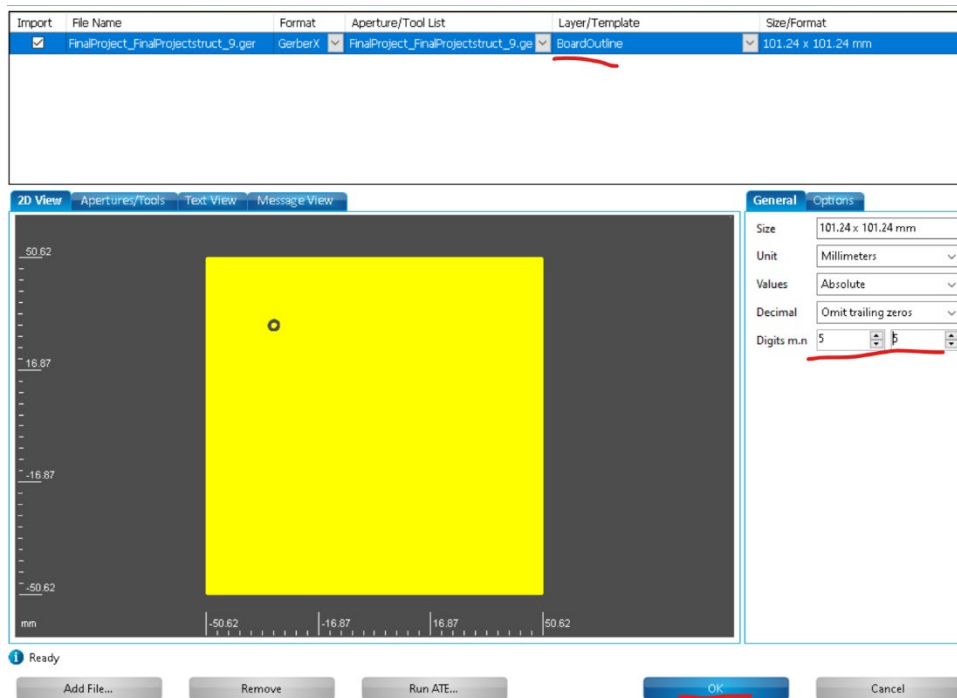 Import File Name Format Aperture/Tool List Layer/Template Size/Format
FinalProject_FinalProjectstruct_9.ger GerberX FinalProject_FinalProjectstruct_9.ge BoardOutline 101.24 x 101.24 mm
2D View Apertures/Tools Text View Message View
50.62
16.87
-16.87
-50.62
mm -50.62 -16.87 16.87 50.62
General Options
Size 101.24 x 101.24 mm
Unit Millimeters
Values Absolute
Decimal Omit trailing zeros
Digits m.n 5 5
Ready
Add File... Remove Run ATE... OK Cancel